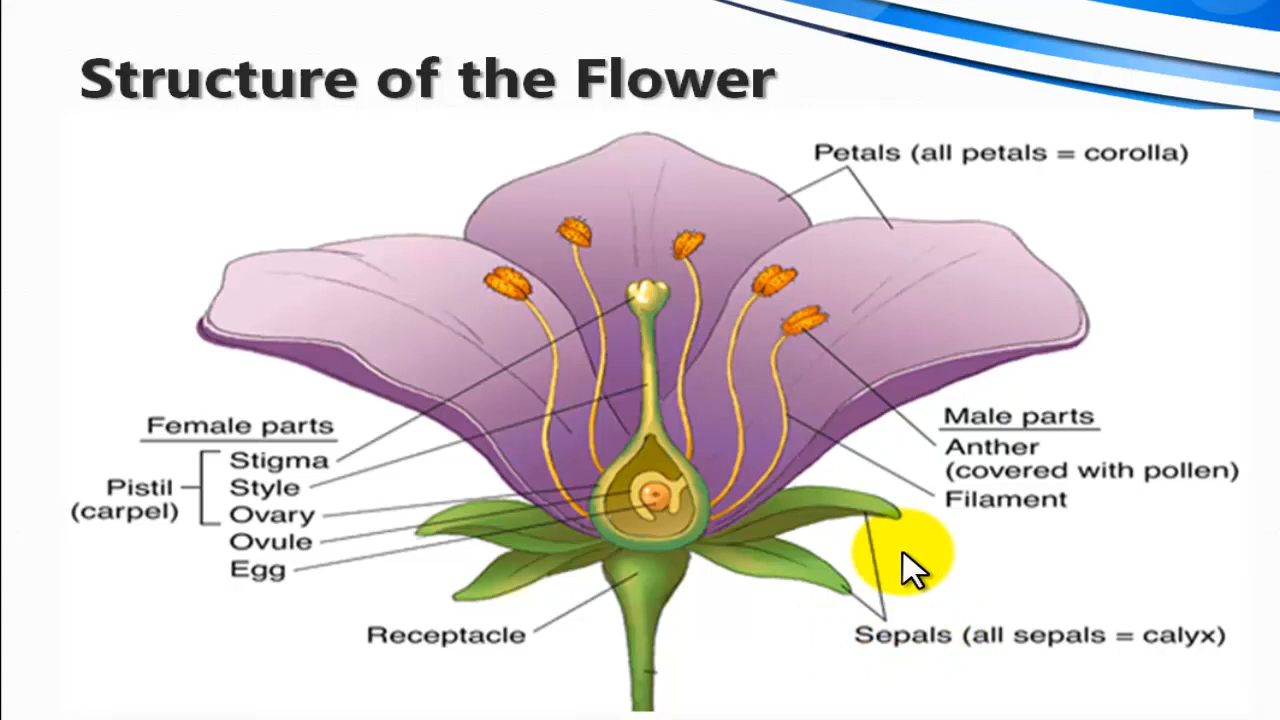 Structure of the Flower
Petals (all petals = corolla)
Female parts
Stigma
Pistil
Style
(carpel)
Ovary
Ovule
Egg
Male parts
Anther
(covered with pollen)
Filament
Receptacle
Sepals (all sepals = calyx)